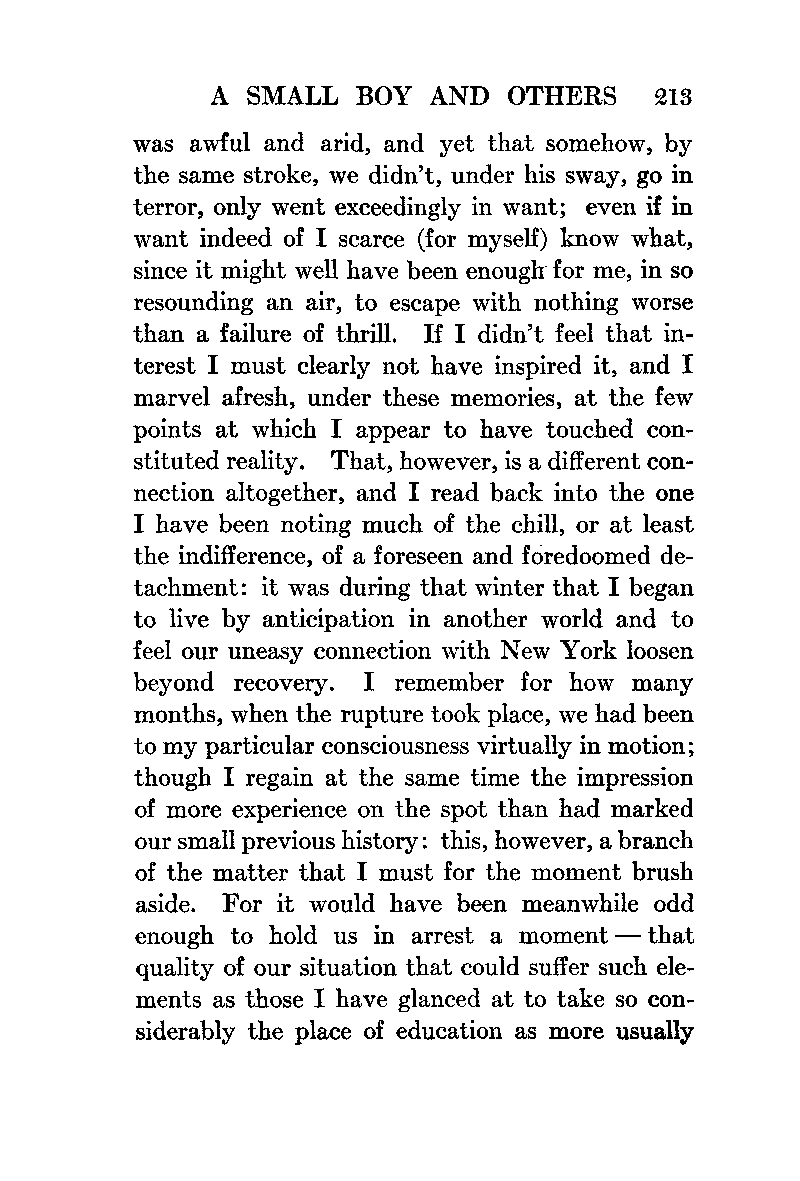 A SMALL BOY AND OTHERS 213
was awful and arid, and yet that somehow, by
the same stroke, we didn't, under his sway, go in
terror, only went exceedingly in want; even if in
want indeed of I scarce (for myself) know what,
since it might well have been enough for me, in so
resounding an air, to escape with nothing worse
than a failure of thrill. If I didn't feel that in-
terest I must clearly not have inspired it, and I
marvel afresh, under these memories, at the few
points at which I appear to have touched con-
stituted reality. That, however, is a different con-
nection altogether, and I read back into the one
I have been noting much of the chill, or at least
the indifference, of a foreseen and foredoomed de-
tachment: it was during that winter that I began
to live by anticipation in another world and to
feel our uneasy connection with New York loosen
beyond recovery. I remember for how many
months, when the rupture took place, we had been
to my particular consciousness virtually in motion;
though I regain at the same time the impression
of more experience on the spot than had marked
our small previous history: this, however, a branch
of the matter that I must for the moment brush
aside. For it would have been meanwhile odd
enough to hold us in arrest a moment — that
quality of our situation that could suffer such ele-
ments as those I have glanced at to take so con-
siderably the place of education as more usually